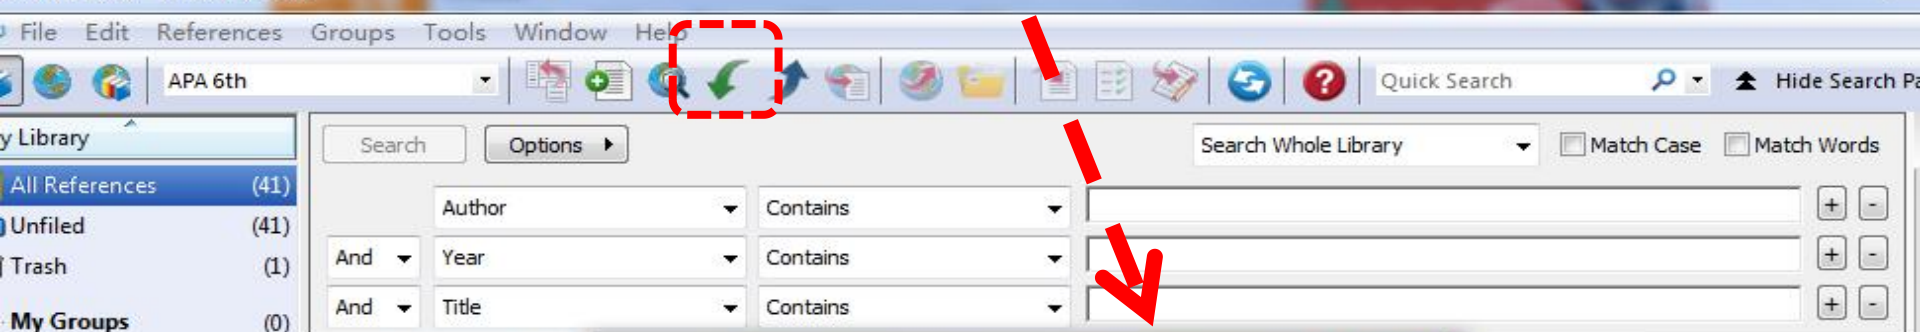 File Edit References Groups Tools Window Help
APA 6th Quick Search Hide Search Pa
y Library Search Options Search Whole Library Match Case Match Words
All References (41)
Author Contains + -
Unfiled (41)
And Year Contains + -
Trash (1)
And Title Contains + -
My Groups (0)